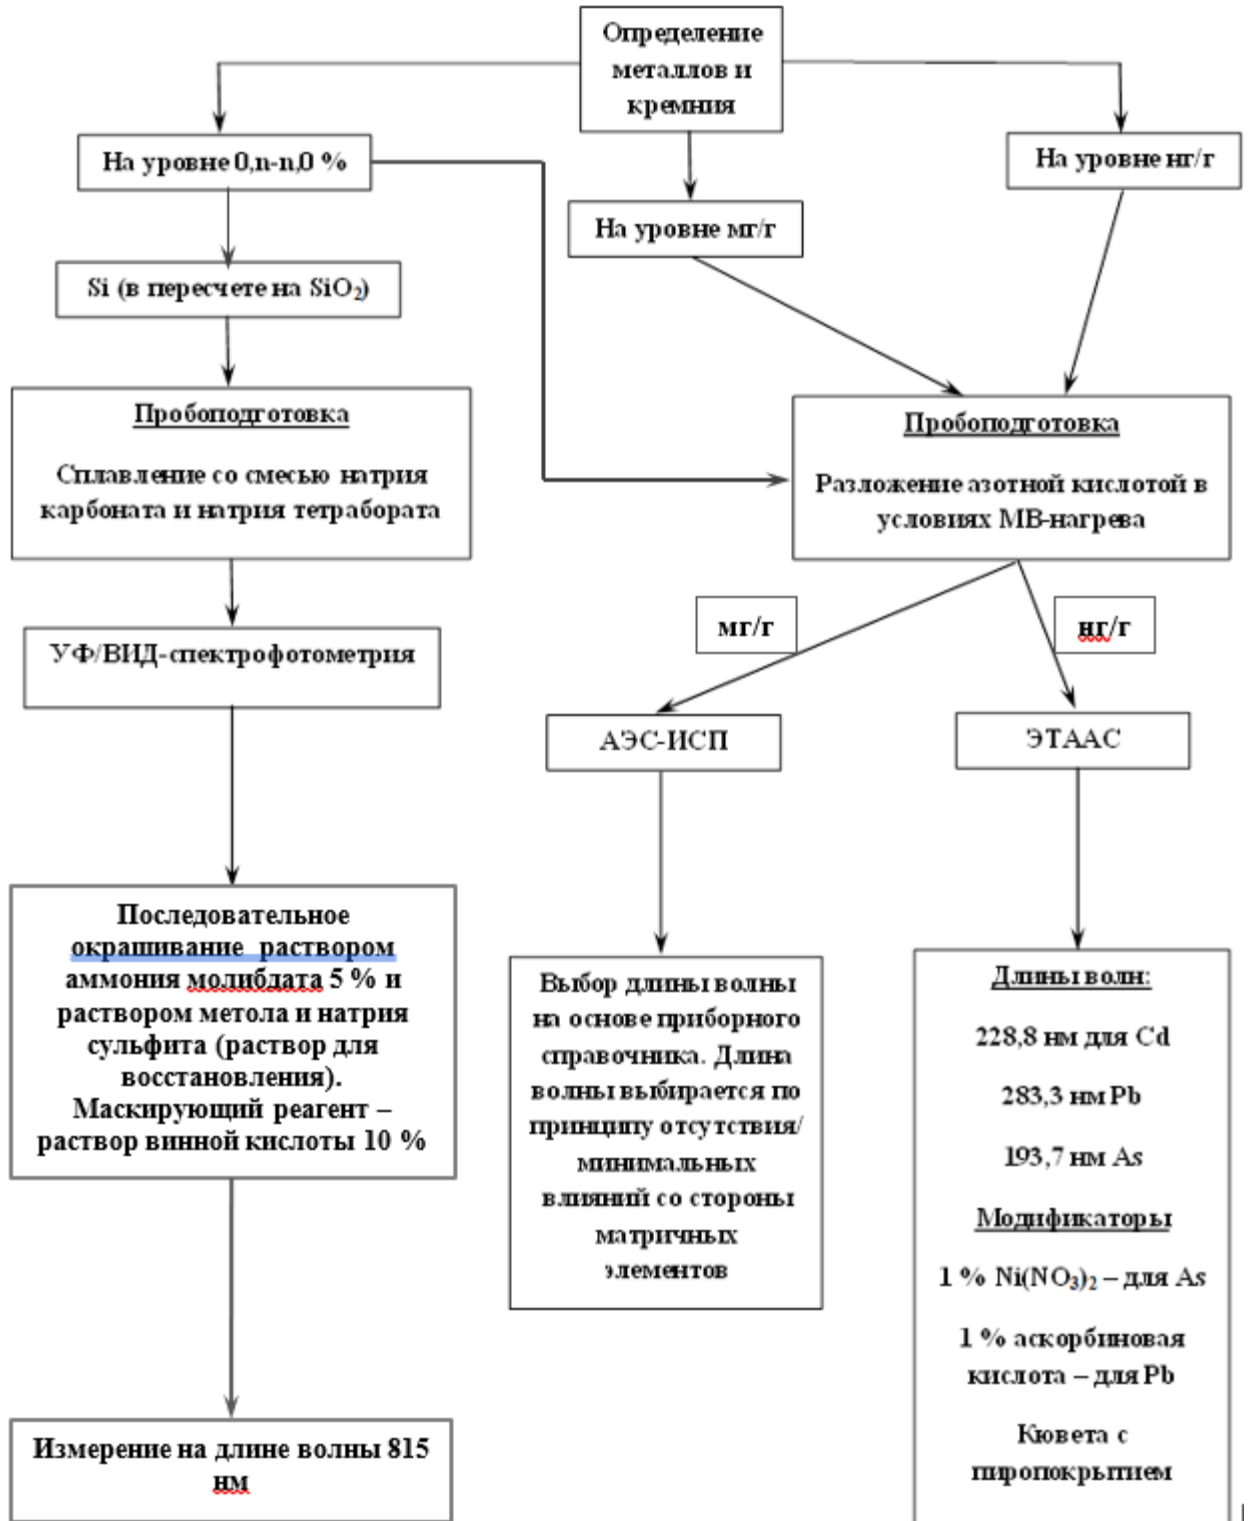 Определение
металлов и
кремния
На уровне 0,n-n,0 %
На уровне мг/г
На уровне нг/г
Si (в пересчете на SiO₂)
Пробоподготовка
Сплавление со смесью натрия
карбоната и натрия тетрабората
Пробоподготовка
Разложение азотной кислотой в
условиях МВ-нагрева
УФ/ВИД-спектрофотометрия
мг/г
нг/г
АЭС-ИСП
ЭТААС
Последовательное
окрашивание раствором
аммония молибдата 5 % и
раствором метола и натрия
сульфита (раствор для
восстановления).
Маскирующий реагент –
раствор винной кислоты 10 %
Выбор длины волны
на основе приборного
справочника. Длина
волны выбирается по
принципу отсутствия/
минимальных
влияний со стороны
матричных
элементов
Длины волн:
228,8 нм для Cd
283,3 нм Pb
193,7 нм As
Модификаторы
1 % Ni(NO₃)₂ – для As
1 % аскорбиновая
кислота – для Pb
Кювета с
пиропокрытием
Измерение на длине волны 815
нм